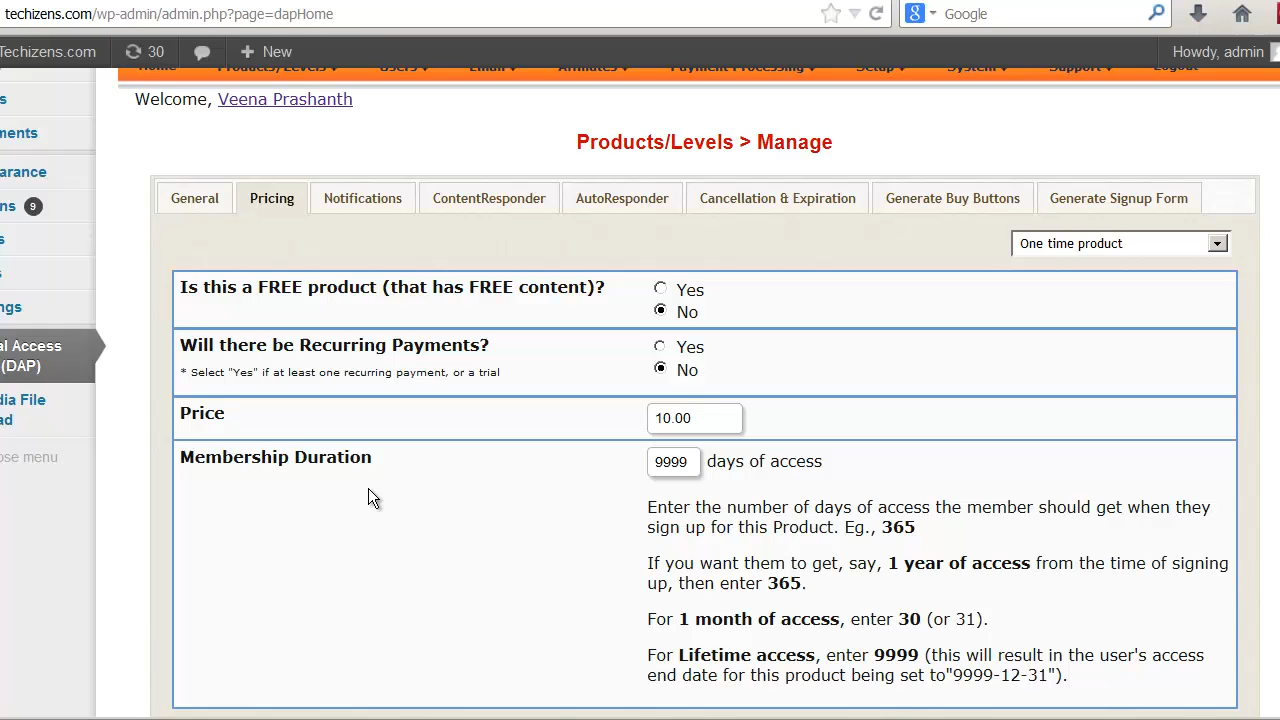 techizens.com/wp-admin/admin.php?page=dapHome
Google
Techizens.com 30 New Howdy, admin
Home Products/Levels Users Email Affiliates Payment Processing Setup System Support Logout
s
Welcome, Veena Prashanth
ments
Products/Levels > Manage
arance
General Pricing Notifications ContentResponder AutoResponder Cancellation & Expiration Generate Buy Buttons Generate Signup Form
ns 9
s
One time product
s
Is this a FREE product (that has FREE content)?
Yes
No
ngs
Will there be Recurring Payments?
Yes
* Select "Yes" if at least one recurring payment, or a trial
No
al Access
(DAP)
dia File
ad
Price
10.00
ose menu
Membership Duration
9999 days of access
Enter the number of days of access the member should get when they
sign up for this Product. Eg., 365
If you want them to get, say, 1 year of access from the time of signing
up, then enter 365.
For 1 month of access, enter 30 (or 31).
For Lifetime access, enter 9999 (this will result in the user's access
end date for this product being set to"9999-12-31").